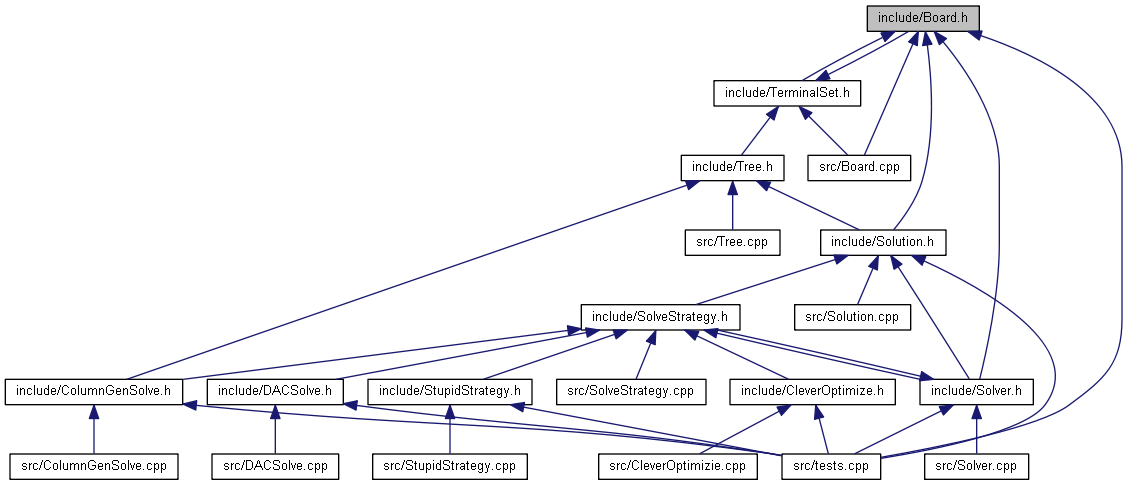 include/Board.h
include/TerminalSet.h
include/Tree.h
src/Board.cpp
src/Tree.cpp
include/Solution.h
include/SolveStrategy.h
src/Solution.cpp
include/ColumnGenSolve.h
include/DACSolve.h
include/StupidStrategy.h
src/SolveStrategy.cpp
include/CleverOptimize.h
include/Solver.h
src/ColumnGenSolve.cpp
src/DACSolve.cpp
src/StupidStrategy.cpp
src/CleverOptimizie.cpp
src/tests.cpp
src/Solver.cpp